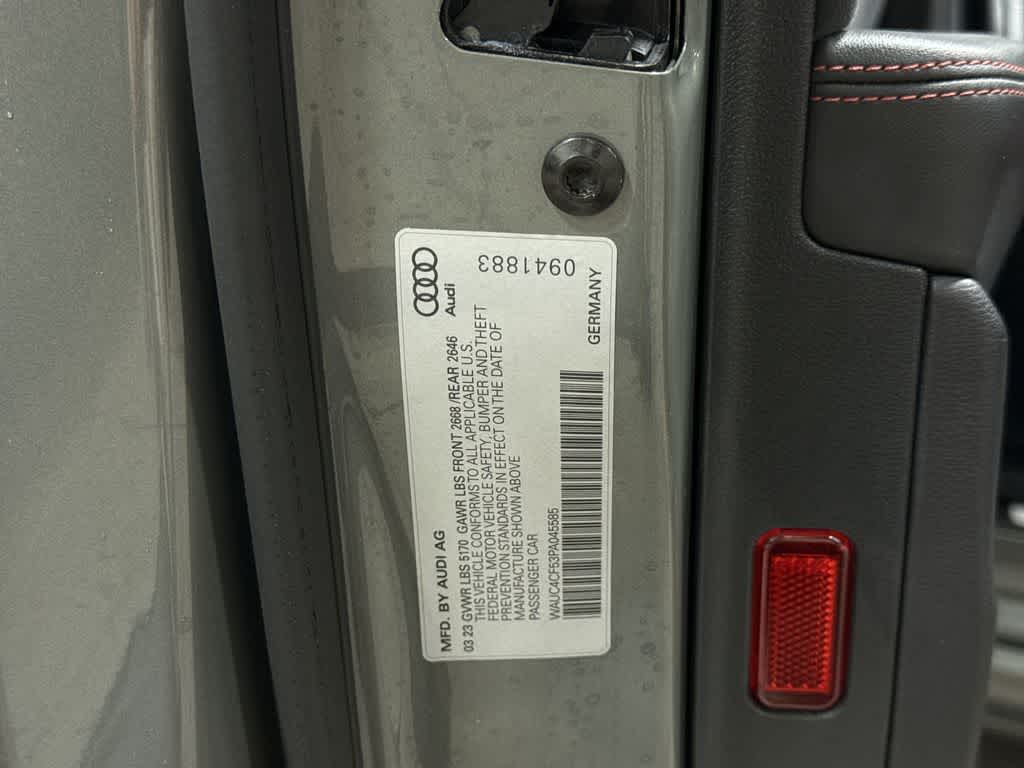 Audi
0941883
MFD. BY AUDI AG
03 23 GVWR LBS 5170 GAWR LBS FRONT 2668 /REAR 2646
THIS VEHICLE CONFORMS TO ALL APPLICABLE U.S.
FEDERAL MOTOR VEHICLE SAFETY, BUMPER AND THEFT
PREVENTION STANDARDS IN EFFECT ON THE DATE OF
MANUFACTURE SHOWN ABOVE
PASSENGER CAR
WAUC4CF53PA045585
GERMANY